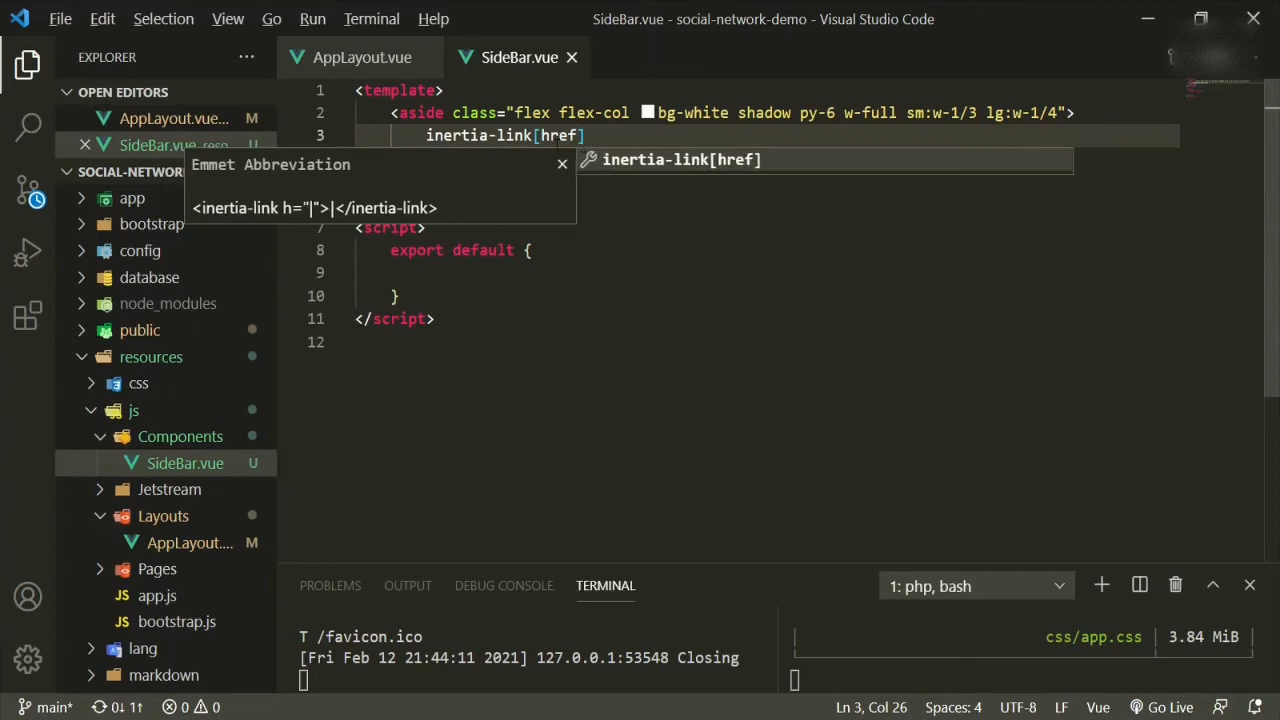 File Edit Selection View Go Run Terminal Help SideBar.vue - social-network-demo - Visual Studio Code
EXPLORER
AppLayout.vue SideBar.vue
OPEN EDITORS
AppLayout.vue... M
SideBar.vue reso... U
SOCIAL-NETWOR
app
bootstrap
config
database
node_modules
public
resources
css
js
Components
SideBar.vue U
Jetstream
Layouts
AppLayout.... M
Pages
app.js
bootstrap.js
lang
markdown
1 <template>
2 <aside class="flex flex-col bg-white shadow py-6 w-full sm:w-1/3 lg:w-1/4">
3 inertia-link[href]
inertia-link[href]
Emmet Abbreviation
<inertia-link h="|">|</inertia-link>
7 <script>
8 export default {
9
10 }
11 </script>
12
PROBLEMS OUTPUT DEBUG CONSOLE TERMINAL 1: php, bash
T /favicon.ico
[Fri Feb 12 21:44:11 2021] 127.0.0.1:53548 Closing
css/app.css | 3.84 MiB
main* 0↓ 1↑ 0 0 Ln 3, Col 26 Spaces: 4 UTF-8 LF Vue Go Live